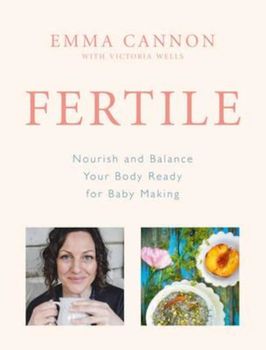 EMMA CANNON
WITH VICTORIA WELLS
FERTILE
Nourish and Balance
Your Body Ready
for Baby Making